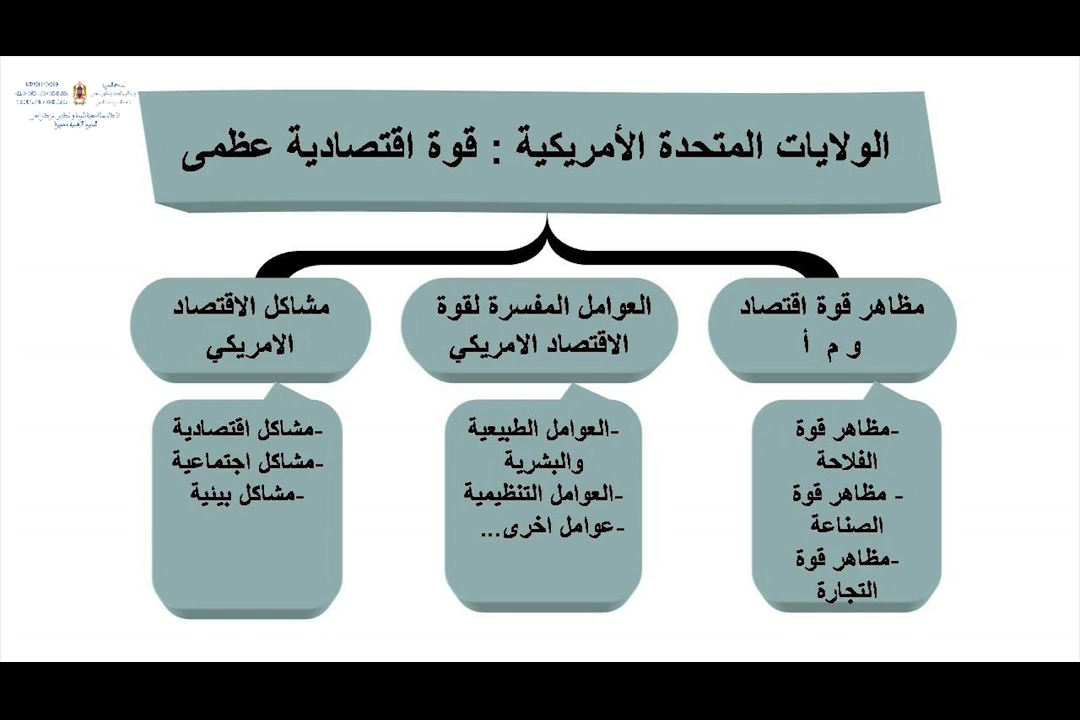 الولايات المتحدة الأمريكية : قوة اقتصادية عظمى
مظاهر قوة اقتصاد
و م أ
-مظاهر قوة
الفلاحة
- مظاهر قوة
الصناعة
-مظاهر قوة
التجارة
العوامل المفسرة لقوة
الاقتصاد الامريكي
-العوامل الطبيعية
والبشرية
-العوامل التنظيمية
-عوامل اخرى...
مشاكل الاقتصاد
الامريكي
-مشاكل اقتصادية
-مشاكل اجتماعية
-مشاكل بيئية